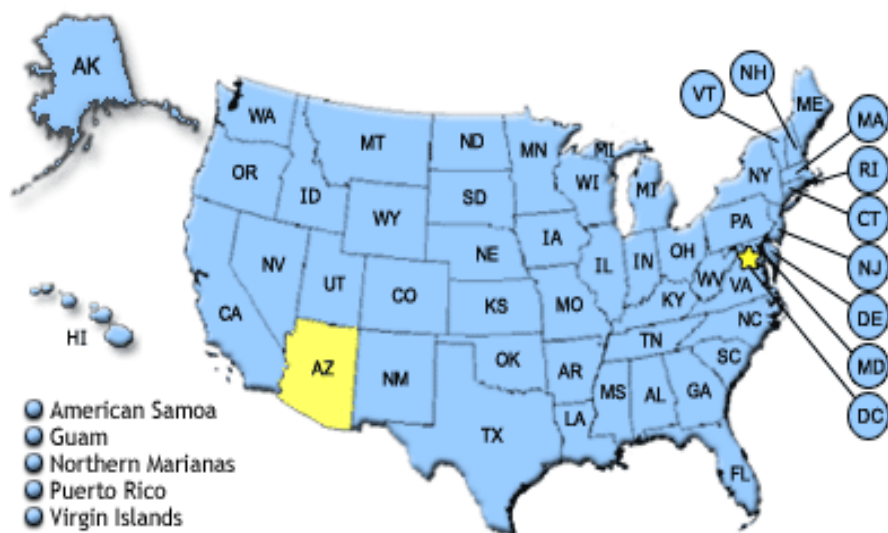 AK
WA
OR
CA
ID
NV
MT
WY
UT
CO
AZ
NM
ND
SD
NE
KS
OK
TX
MN
IA
MO
AR
LA
WI
MI
MI
IL
IN
OH
KY
TN
MS
AL
GA
FL
SC
NC
VA
WV
PA
NY
ME
VT
NH
MA
RI
CT
NJ
DE
MD
DC
HI
American Samoa
Guam
Northern Marianas
Puerto Rico
Virgin Islands